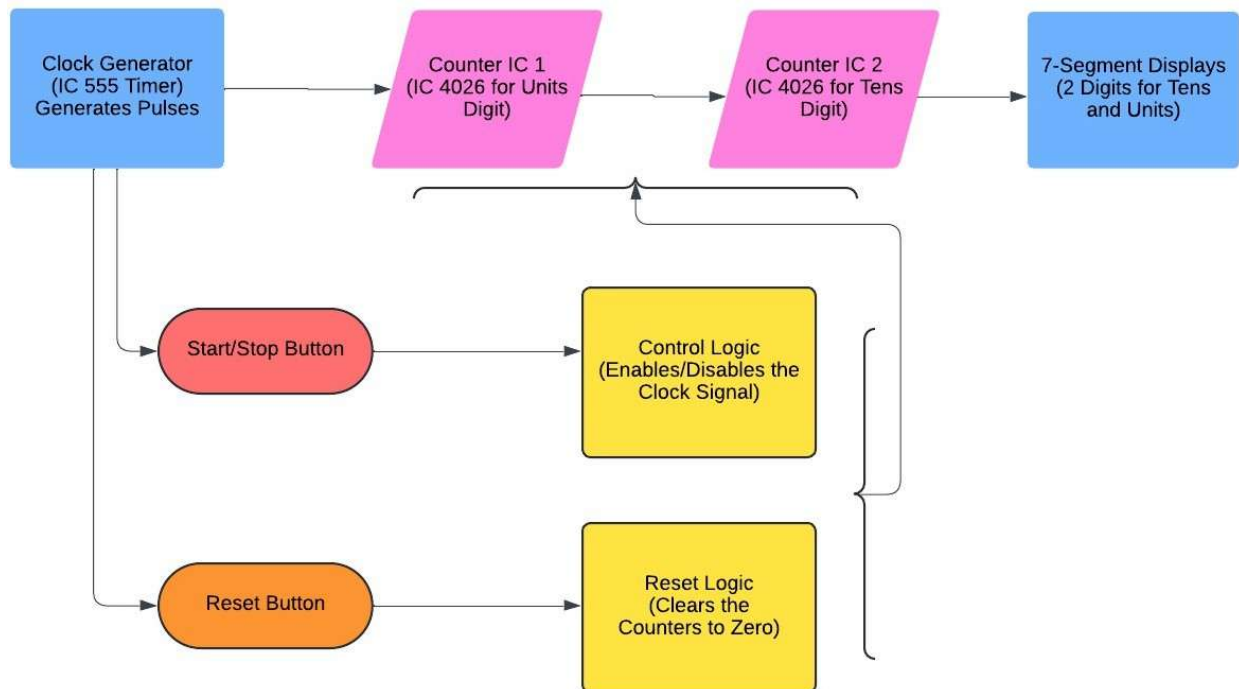 Clock Generator
(IC 555 Timer)
Generates Pulses
Counter IC 1
(IC 4026 for Units
Digit)
Counter IC 2
(IC 4026 for Tens
Digit)
7-Segment Displays
(2 Digits for Tens
and Units)
Start/Stop Button
Control Logic
(Enables/Disables the
Clock Signal)
Reset Button
Reset Logic
(Clears the
Counters to Zero)